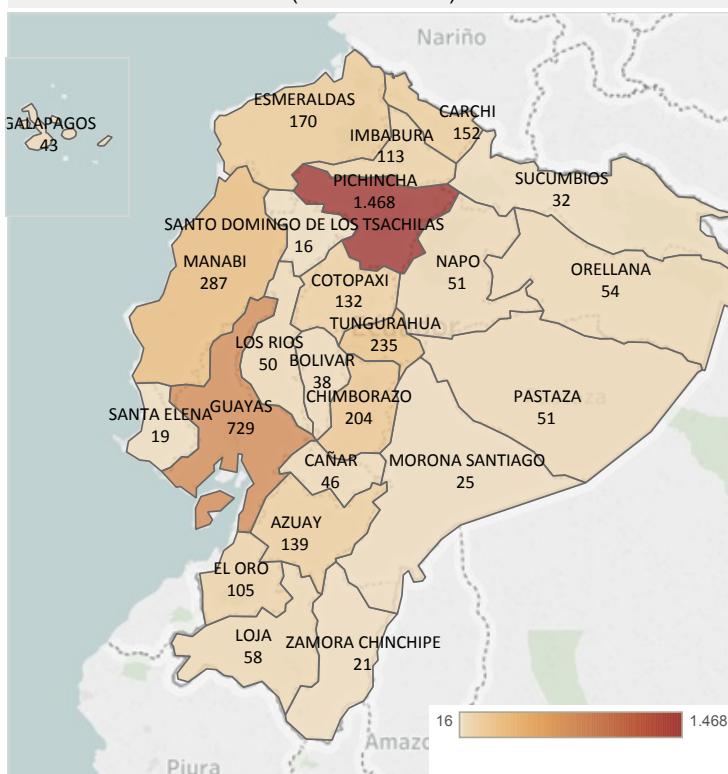 Nariño
ESMERALDAS
170
CARCHI
152
GALAPAGOS
43
IMBABURA
113
PICHINCHA
1.468
SUCUMBIOS
32
SANTO DOMINGO DE LOS TSACHILAS
16
MANABI
287
NAPO
51
ORELLANA
54
COTOPAXI
132
TUNGURAHUA
235
LOS RIOS
50
BOLIVAR
38
CHIMBORAZO
204
PASTAZA
51
SANTA ELENA
19
GUAYAS
729
CAÑAR
46
MORONA SANTIAGO
25
AZUAY
139
EL ORO
105
LOJA
58
ZAMORA CHINCHIPE
21
16
1.468
Amazo
Piura